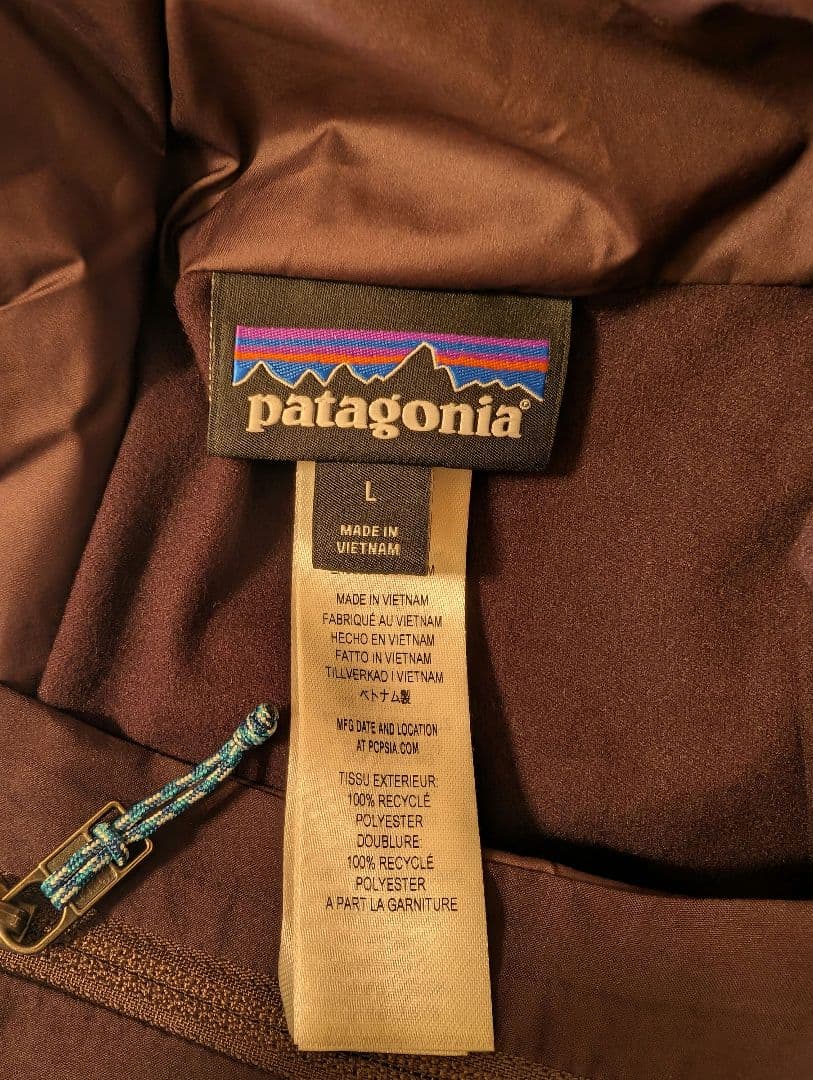 patagonia®
L
MADE IN
VIETNAM
MADE IN VIETNAM
FABRIQUÉ AU VIETNAM
HECHO EN VIETNAM
FATTO IN VIETNAM
TILLVERKAD I VIETNAM
ベトナム製
MFG DATE AND LOCATION
AT PCPSIA.COM
TISSU EXTERIEUR:
100% RECYCLÉ
POLYESTER
DOUBLURE:
100% RECYCLÉ
POLYESTER
A PART LA GARNITURE